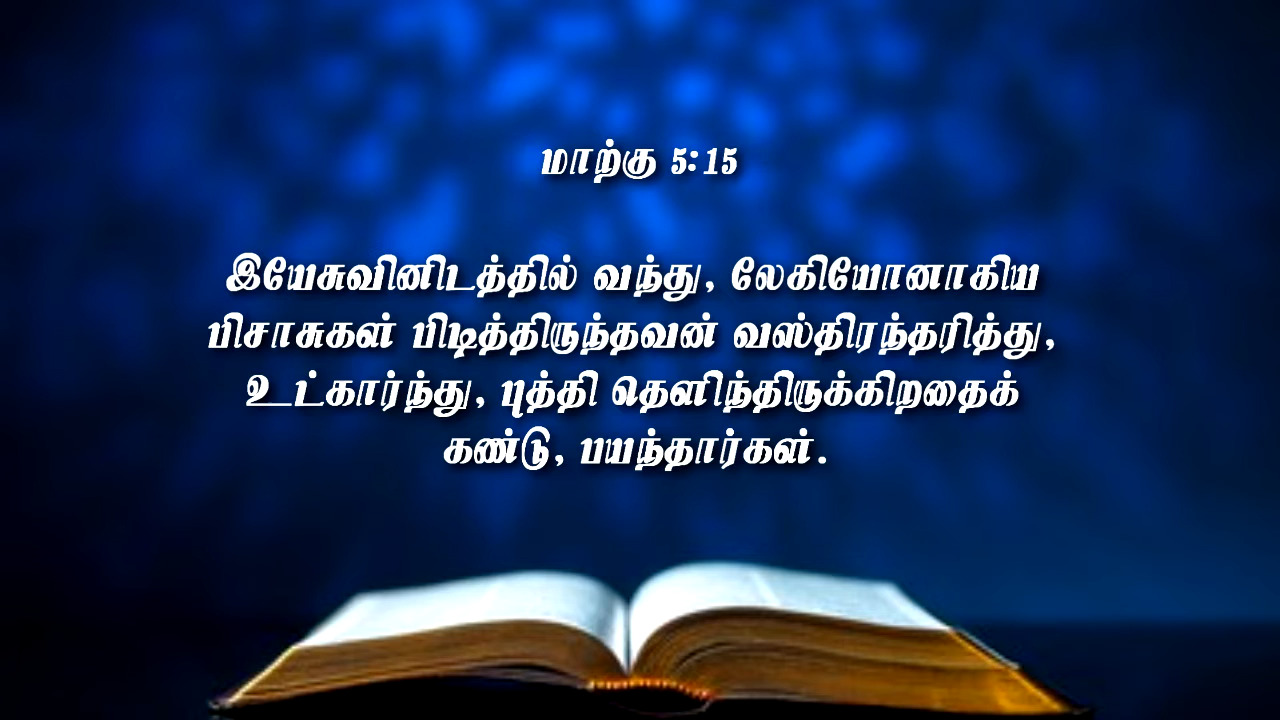 மாற்கு 5:15
இயேசுவினிடத்தில் வந்து, லேகியோனாகிய
பிசாசுகள் பிடித்திருந்தவன் வஸ்திரந்தரித்து,
உட்கார்ந்து, புத்தி தெளிந்திருக்கிறதைக்
கண்டு, பயந்தார்கள்.